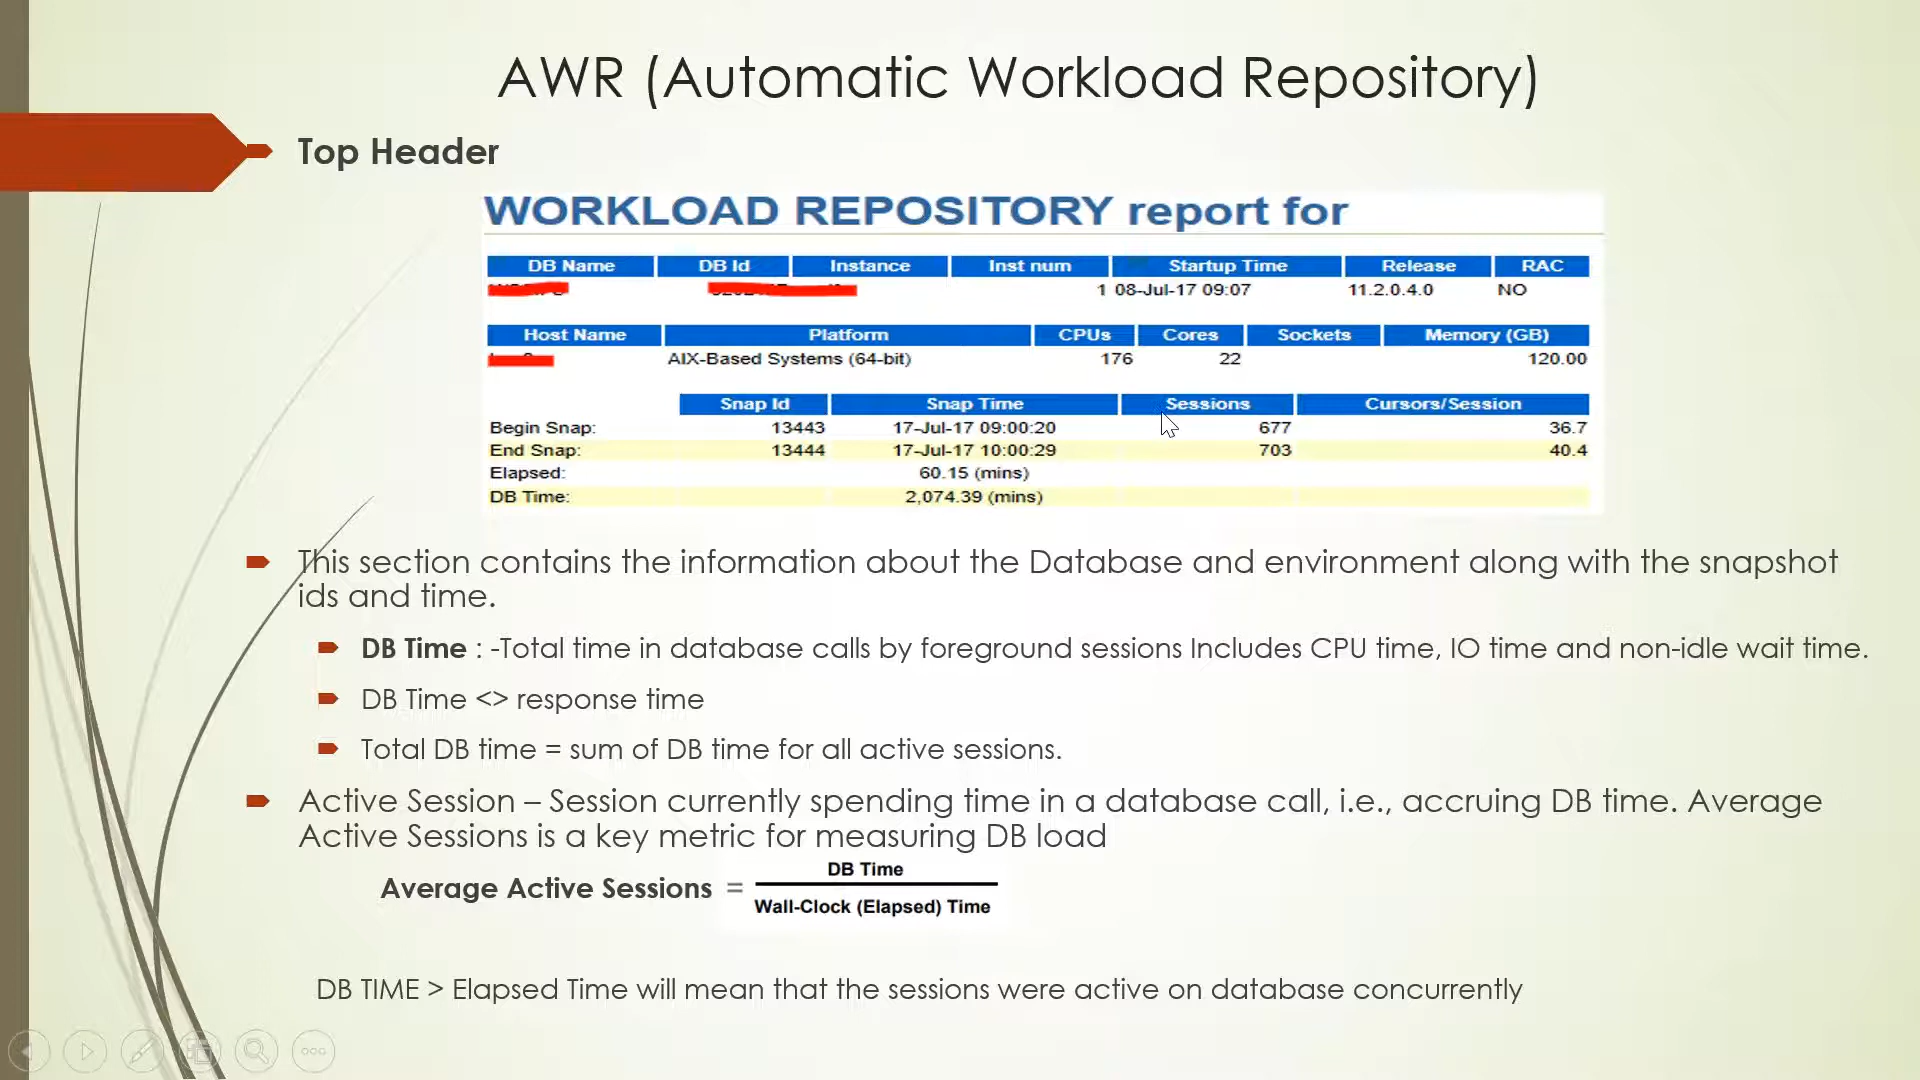 AWR (Automatic Workload Repository)
Top Header
WORKLOAD REPOSITORY report for
DB Name DB Id Instance Inst num Startup Time Release RAC
1 08-Jul-17 09:07 11.2.0.4.0 NO
Host Name Platform CPUs Cores Sockets Memory (GB)
AIX-Based Systems (64-bit) 176 22 120.00
Snap Id Snap Time Sessions Cursors/Session
Begin Snap: 13443 17-Jul-17 09:00:20 677 36.7
End Snap: 13444 17-Jul-17 10:00:29 703 40.4
Elapsed: 60.15 (mins)
DB Time: 2,074.39 (mins)
This section contains the information about the Database and environment along with the snapshot
ids and time.
DB Time : -Total time in database calls by foreground sessions Includes CPU time, IO time and non-idle wait time.
DB Time <> response time
Total DB time = sum of DB time for all active sessions.
Active Session – Session currently spending time in a database call, i.e., accruing DB time. Average
Active Sessions is a key metric for measuring DB load
DB Time
Average Active Sessions =
Wall-Clock (Elapsed) Time
DB TIME > Elapsed Time will mean that the sessions were active on database concurrently